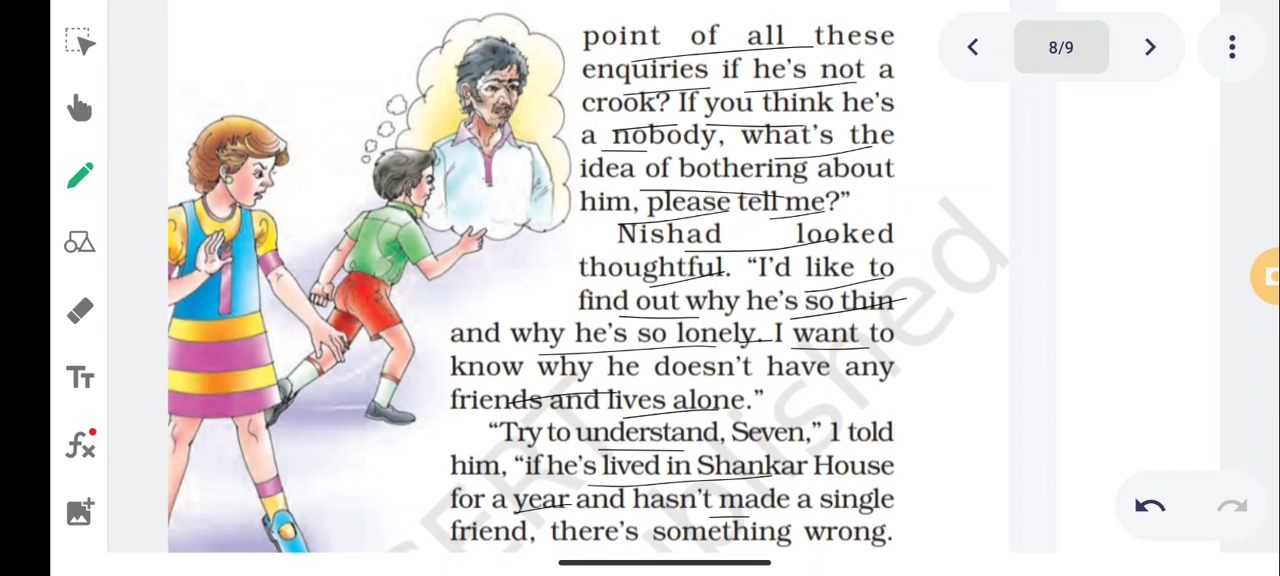 8/9
point of all these
enquiries if he's not a
crook? If you think he's
a nobody, what's the
idea of bothering about
him, please tell me?"
Nishad looked
thoughtful. "I'd like to
find out why he's so thin
and why he's so lonely. I want to
know why he doesn't have any
friends and lives alone."
"Try to understand, Seven," I told
him, "if he's lived in Shankar House
for a year and hasn't made a single
friend, there's something wrong.
Tт
fx